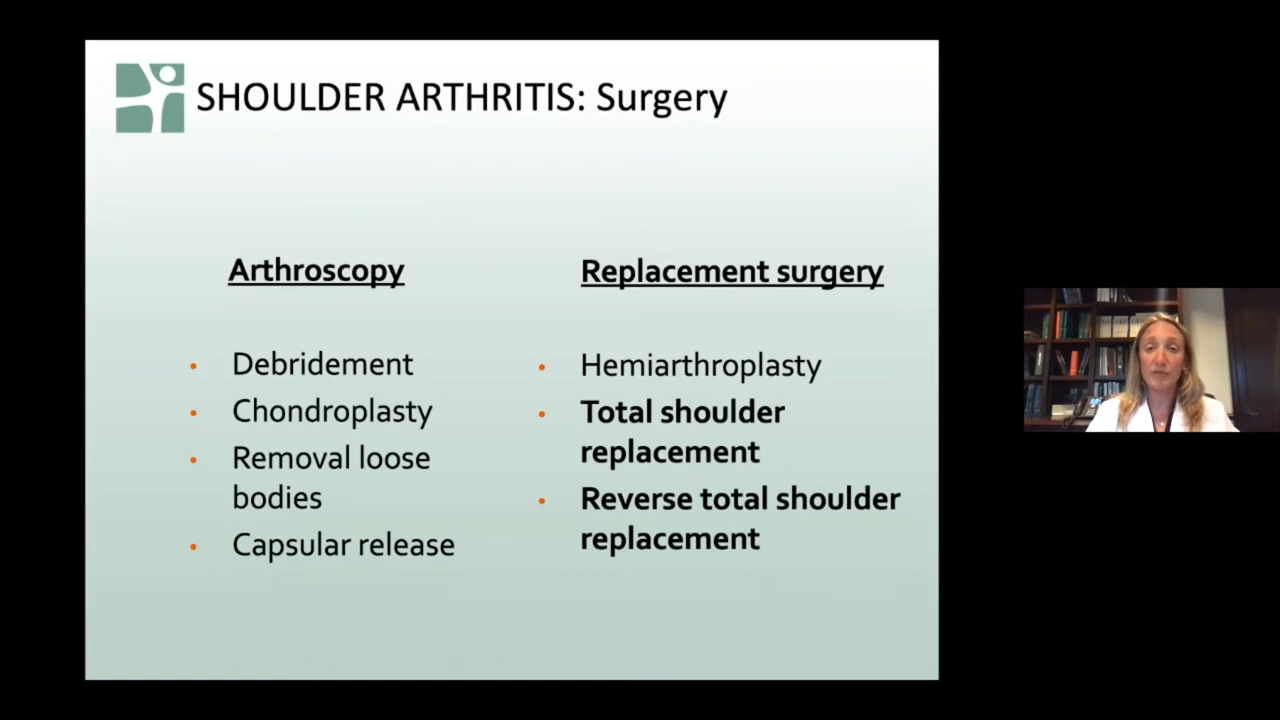 SHOULDER ARTHRITIS: Surgery
Arthroscopy
Debridement
Chondroplasty
Removal loose
bodies
Capsular release
Replacement surgery
Hemiarthroplasty
Total shoulder
replacement
Reverse total shoulder
replacement